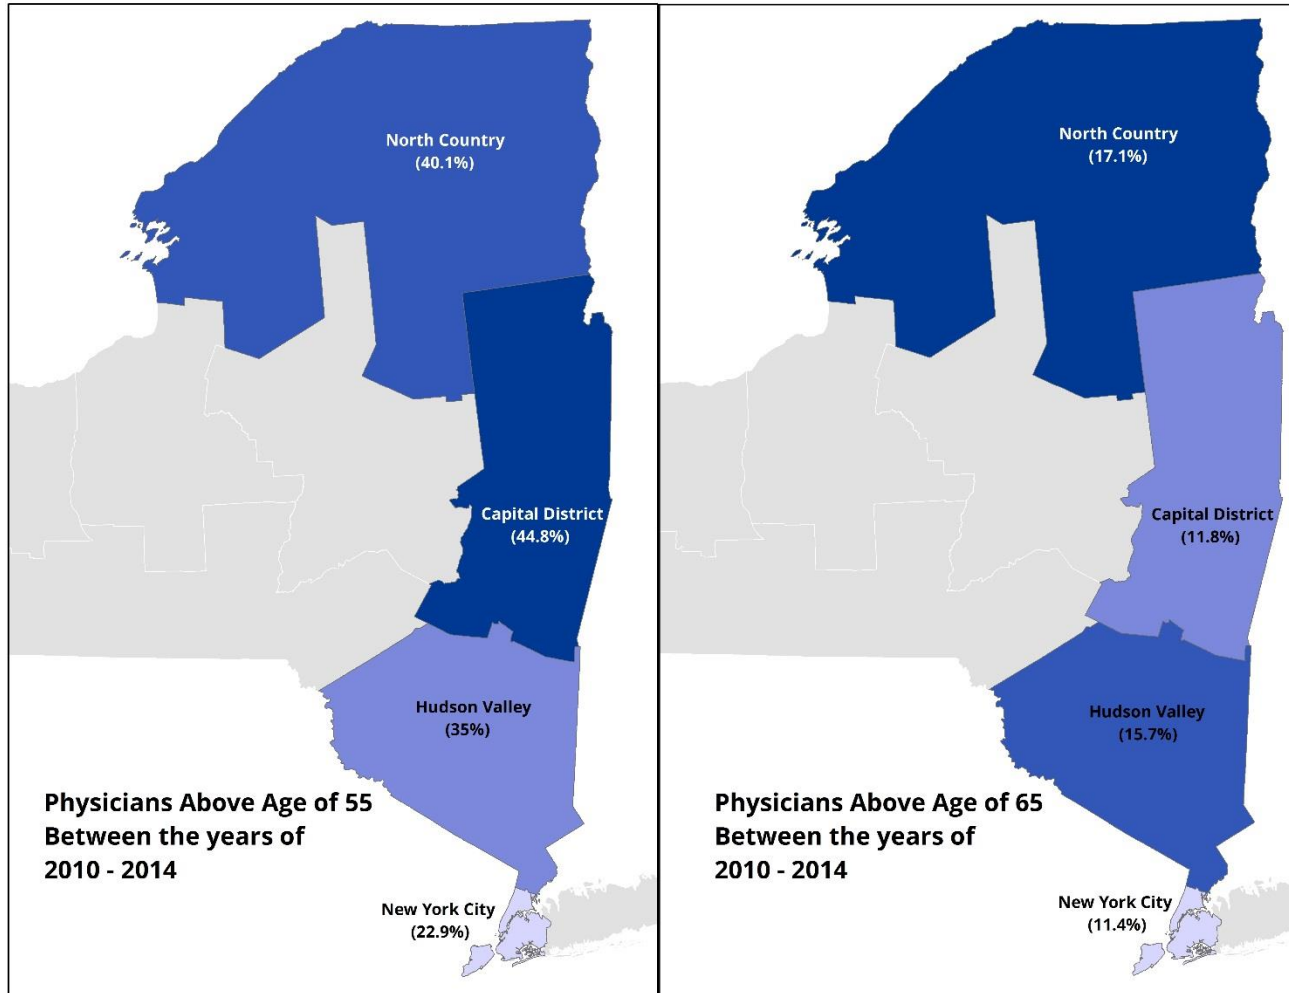 North Country
(40.1%)
Capital District
(44.8%)
Hudson Valley
(35%)
Physicians Above Age of 55
Between the years of
2010 - 2014
New York City
(22.9%)
North Country
(17.1%)
Capital District
(11.8%)
Hudson Valley
(15.7%)
Physicians Above Age of 65
Between the years of
2010 - 2014
New York City
(11.4%)